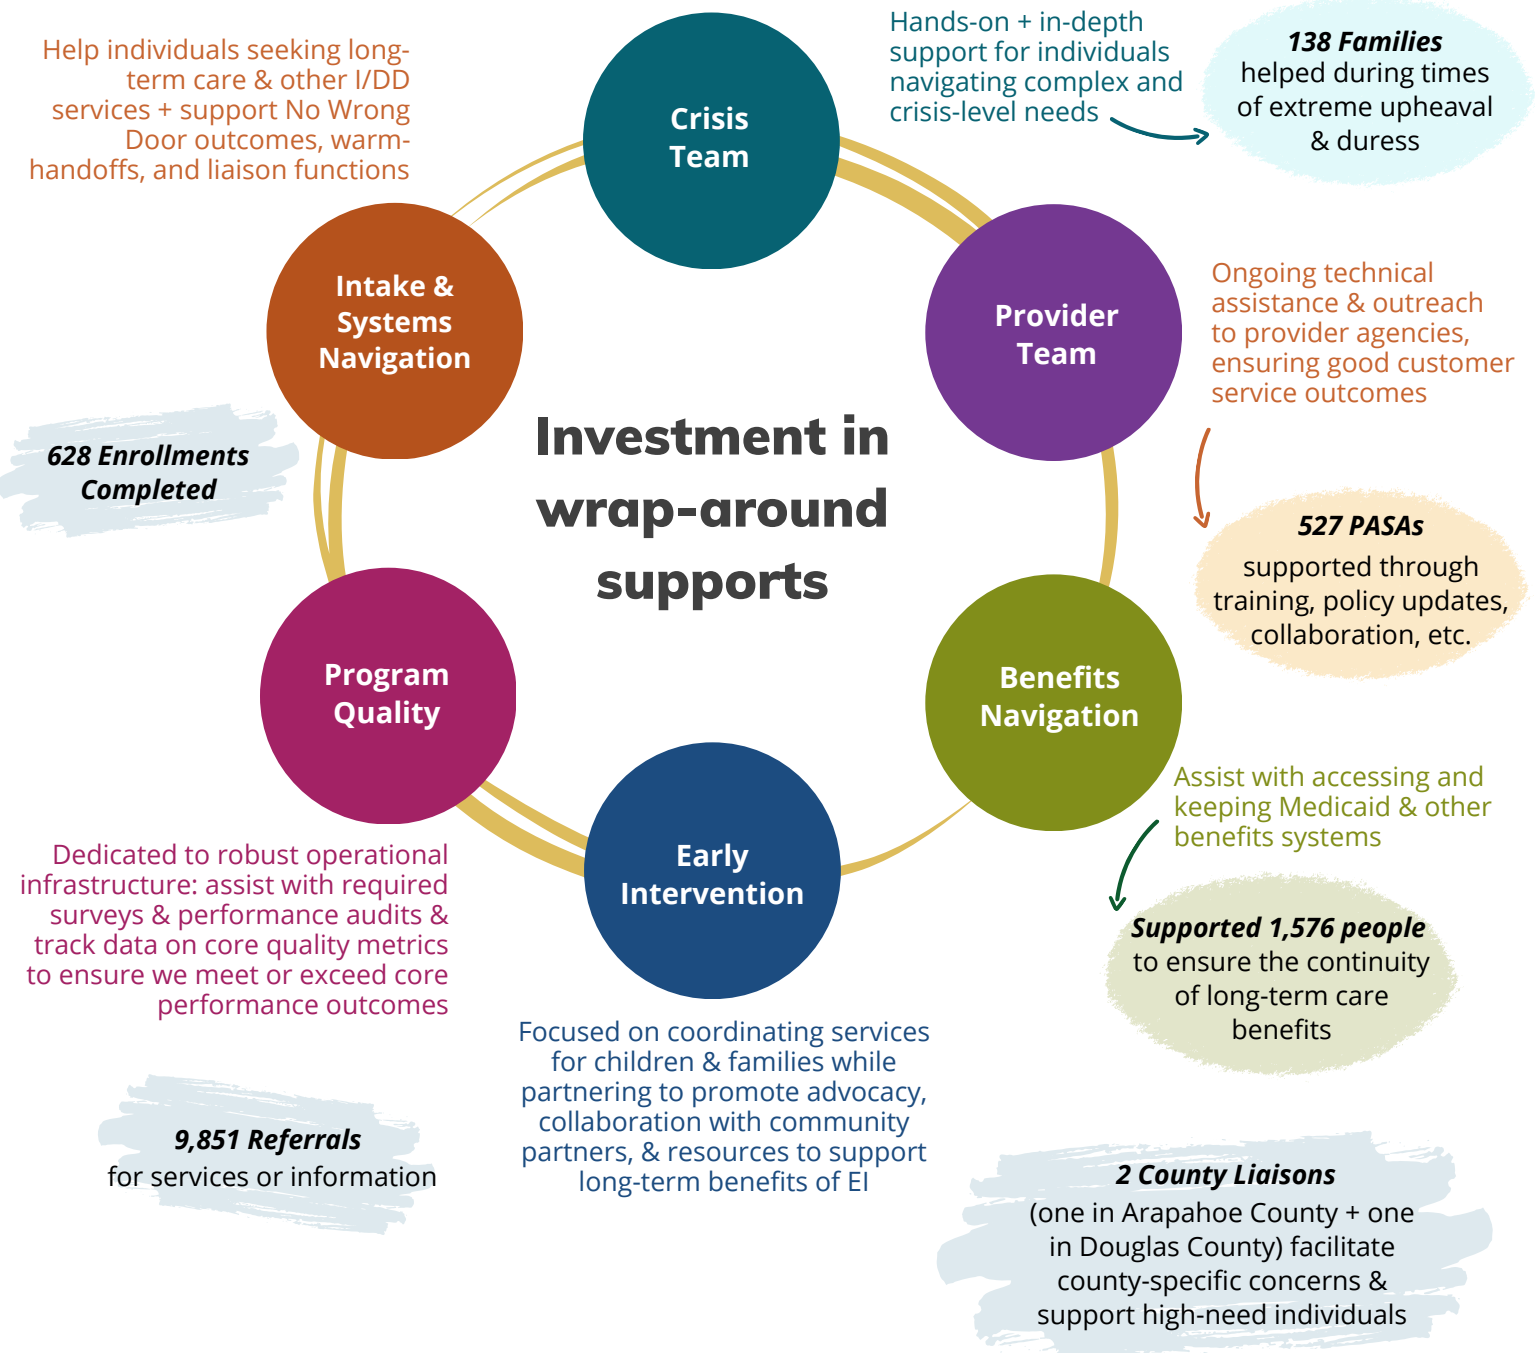 Help individuals seeking long-
term care & other I/DD
services + support No Wrong
Door outcomes, warm-
handoffs, and liaison functions
Crisis
Team
Hands-on + in-depth
support for individuals
navigating complex and
crisis-level needs
138 Families
helped during times
of extreme upheaval
& duress
Intake &
Systems
Navigation
Provider
Team
Ongoing technical
assistance & outreach
to provider agencies,
ensuring good customer
service outcomes
628 Enrollments
Completed
Investment in
wrap-around
supports
527 PASAs
supported through
training, policy updates,
collaboration, etc.
Program
Quality
Benefits
Navigation
Assist with accessing and
keeping Medicaid & other
benefits systems
Early
Intervention
Dedicated to robust operational
infrastructure: assist with required
surveys & performance audits &
track data on core quality metrics
to ensure we meet or exceed core
performance outcomes
Supported 1,576 people
to ensure the continuity
of long-term care
benefits
Focused on coordinating services
for children & families while
partnering to promote advocacy,
collaboration with community
partners, & resources to support
long-term benefits of EI
9,851 Referrals
for services or information
2 County Liaisons
(one in Arapahoe County + one
in Douglas County) facilitate
county-specific concerns &
support high-need individuals